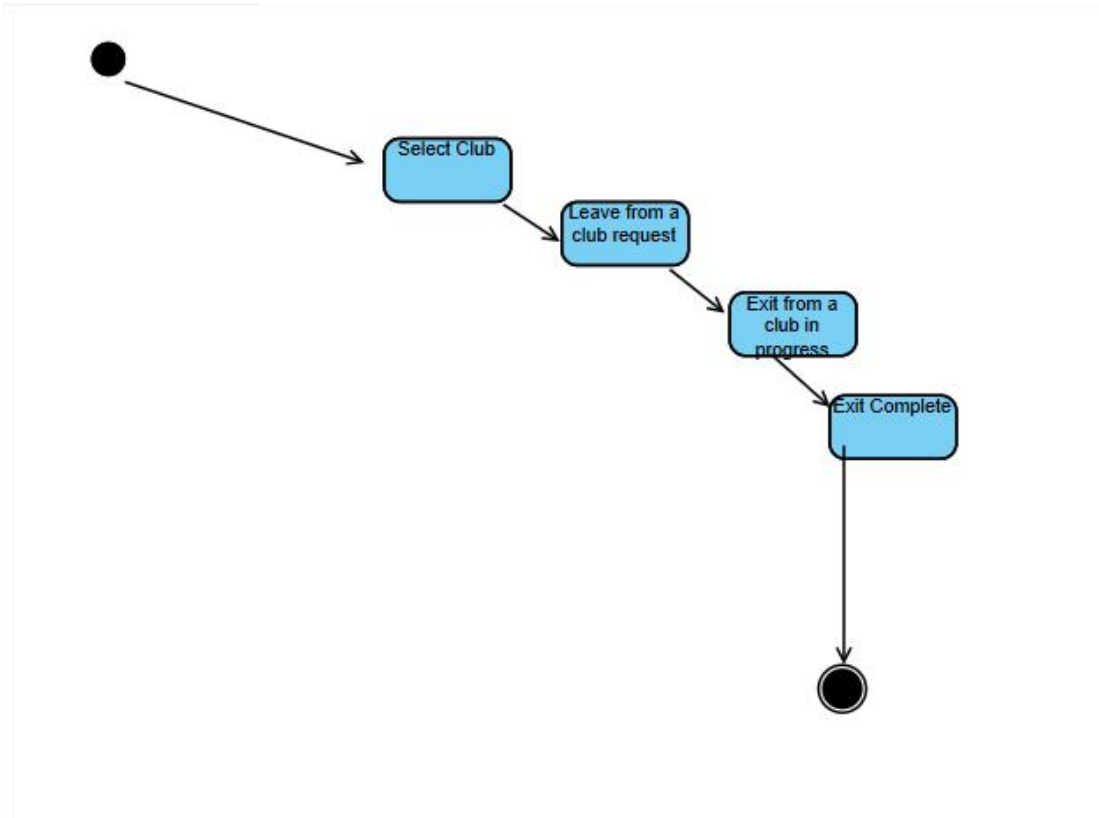 Select Club
Leave from a
club request
Exit from a
club in
progress
Exit Complete